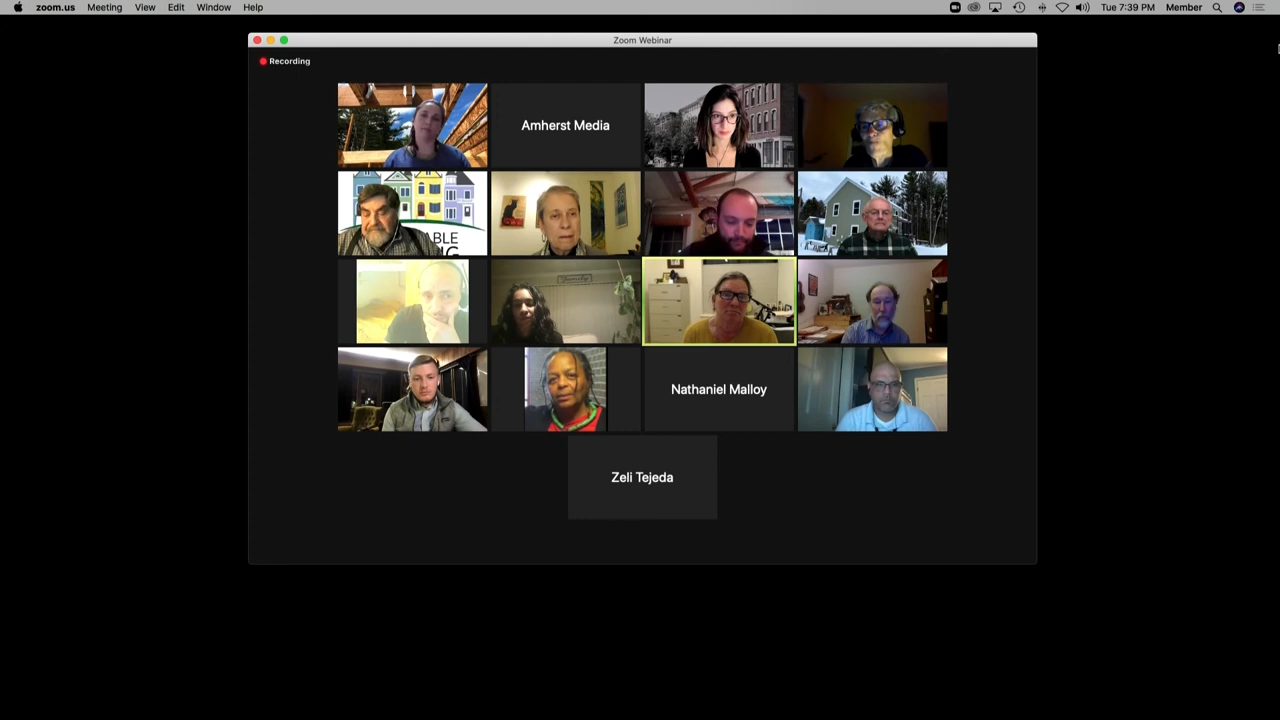 zoom.us Meeting View Edit Window Help Tue 7:39 PM Member
Zoom Webinar
Recording
Amherst Media
ABLE
Nathaniel Malloy
Zeli Tejeda